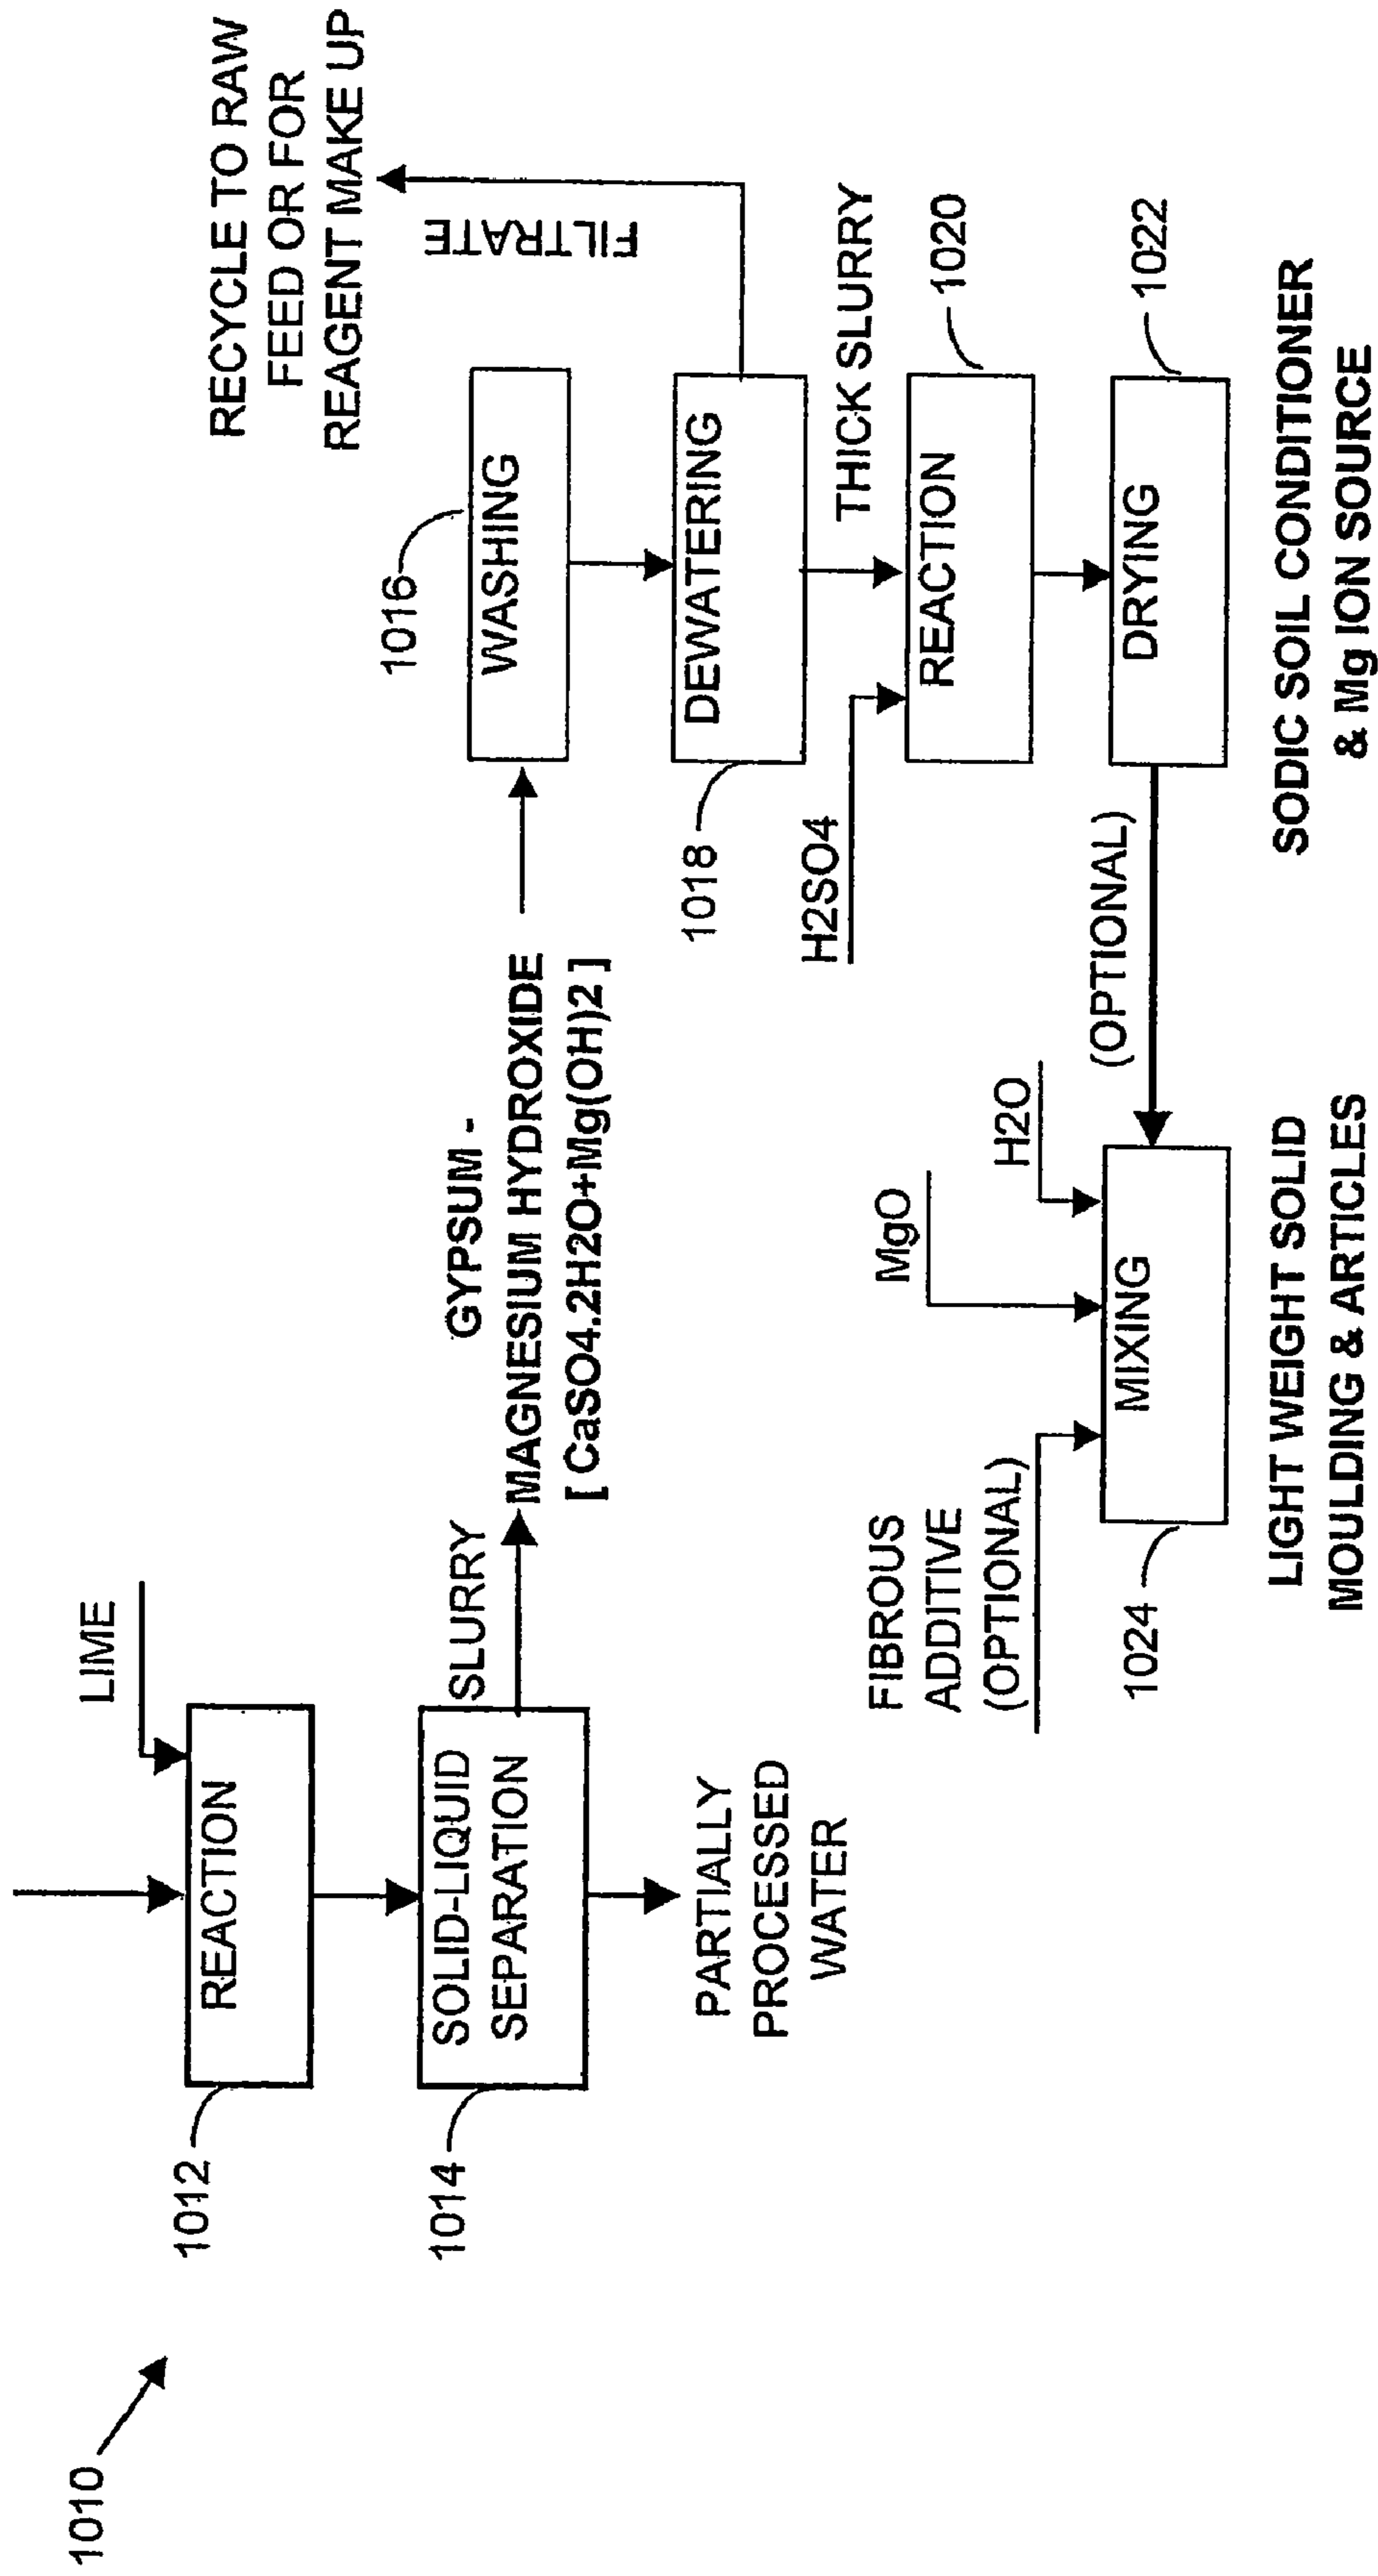 1010
1012
LIME
REACTION
1014
SOLID-LIQUID
SEPARATION
SLURRY
PARTIALLY
PROCESSED
WATER
GYPSUM -
MAGNESIUM HYDROXIDE
[ CaSO4.2H2O+Mg(OH)2 ]
1016
WASHING
RECYCLE TO RAW
FEED OR FOR
REAGENT MAKE UP
FILTRATE
1018
DEWATERING
THICK SLURRY
H2SO4
REACTION
1020
DRYING
1022
SODIC SOIL CONDITIONER
& Mg ION SOURCE
(OPTIONAL)
FIBROUS
ADDITIVE
(OPTIONAL)
MgO
H2O
MIXING
1024
LIGHT WEIGHT SOLID
MOULDING & ARTICLES